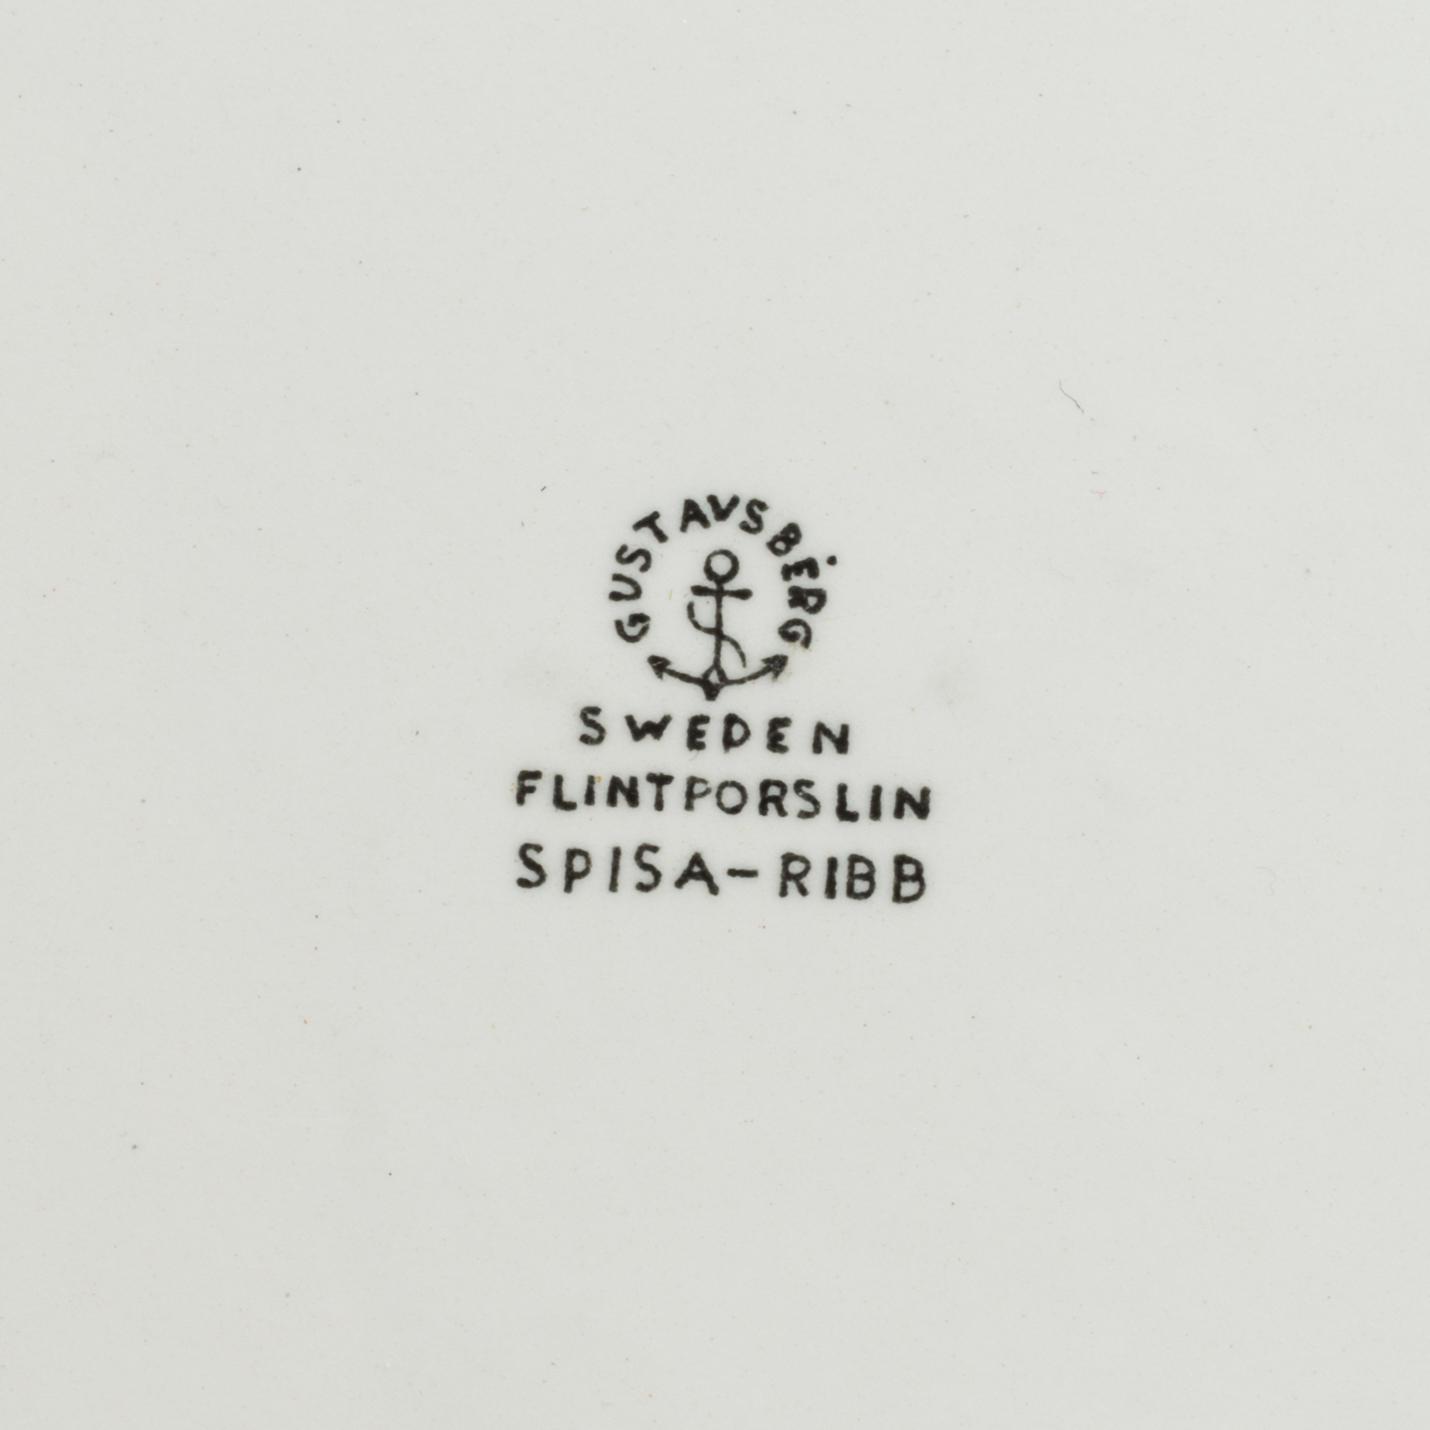 GUSTAVSBERG
SWEDEN
FLINTPORSLIN
SPISA-RIBB